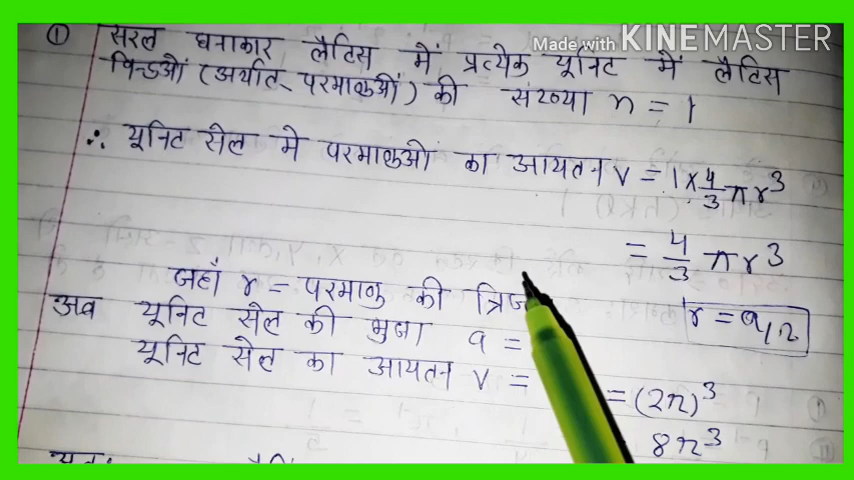 Made with KINEMASTER
① सरल घनाकार लैटिस में प्रत्येक यूनिट में लैटिस
(अर्थात परमाणुओं) की संख्या n = 1
∴ यूनिट सेल मे परमाणुओ का आयतन V = 1 × 4/3 π r³
= 4/3 π r³
जहाँ r = परमाणु की
r = a/2
अब यूनिट सेल की भुजा a =
यूनिट सेल का आयतन V = = (2r)³
8r³